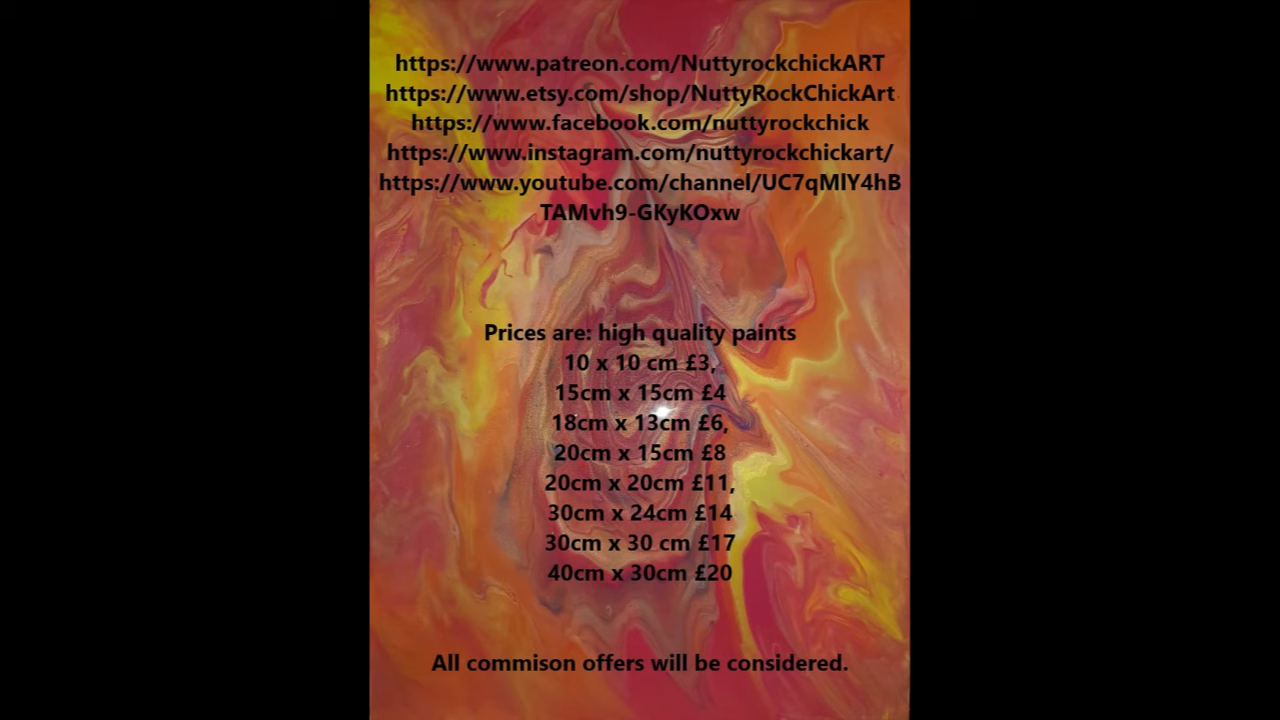 https://www.patreon.com/NuttyrockchickART
https://www.etsy.com/shop/NuttyRockChickArt
https://www.facebook.com/nuttyrockchick
https://www.instagram.com/nuttyrockchickart/
https://www.youtube.com/channel/UC7qMlY4hB
TAMvh9-GKyKOxw
Prices are: high quality paints
10 x 10 cm £3,
15cm x 15cm £4
18cm x 13cm £6,
20cm x 15cm £8
20cm x 20cm £11,
30cm x 24cm £14
30cm x 30 cm £17
40cm x 30cm £20
All commison offers will be considered.